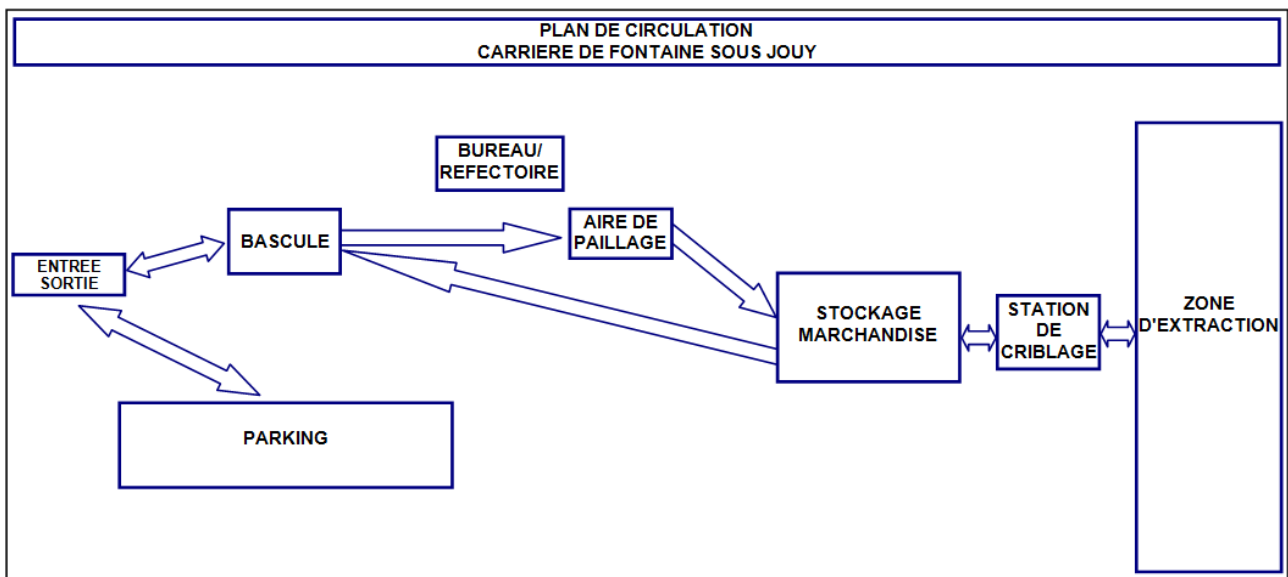 PLAN DE CIRCULATION
CARRIERE DE FONTAINE SOUS JOUY
BUREAU/
REFECTOIRE
BASCULE
AIRE DE
PAILLAGE
ENTREE
SORTIE
STOCKAGE
MARCHANDISE
STATION
DE
CRIBLAGE
ZONE
D'EXTRACTION
PARKING